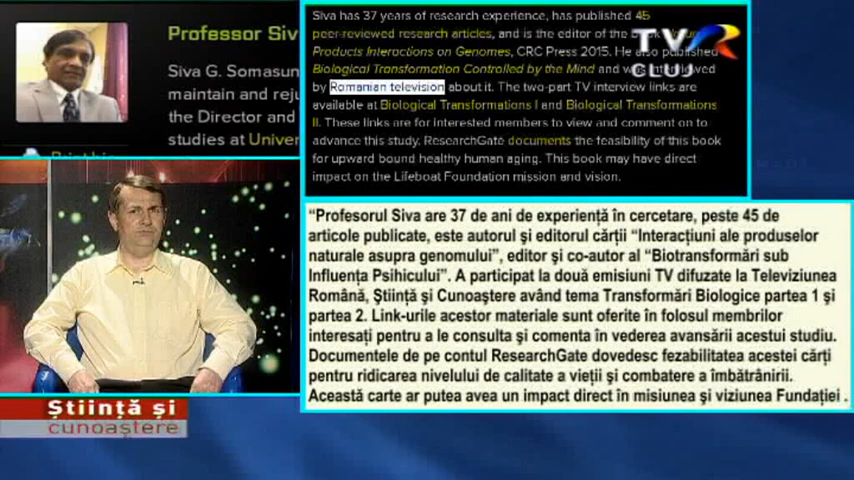 Professor Siv
Siva G. Somasun
maintain and reju
the Director and
studies at Univer
Siva has 37 years of research experience, has published 45
peer-reviewed research articles, and is the editor of the book
Products Interactions on Genomes, CRC Press 2015. He also published
Biological Transformation Controlled by the Mind and was interviewed
by Romanian television about it. The two-part TV interview links are
available at Biological Transformations I and Biological Transformations
II. These links are for interested members to view and comment on to
advance this study. ResearchGate documents the feasibility of this book
for upward bound healthy human aging. This book may have direct
impact on the Lifeboat Foundation mission and vision.
TVR
CLUJ
"Profesorul Siva are 37 de ani de experiență în cercetare, peste 45 de
articole publicate, este autorul și editorul cărții "Interacțiuni ale produselor
naturale asupra genomului", editor și co-autor al "Biotransformări sub
Influența Psihicului". A participat la două emisiuni TV difuzate la Televiziunea
Română, Știință și Cunoaștere având tema Transformări Biologice partea 1 și
partea 2. Link-urile acestor materiale sunt oferite în folosul membrilor
interesați pentru a le consulta și comenta în vederea avansării acestui studiu.
Documentele de pe contul ResearchGate dovedesc fezabilitatea acestei cărți
pentru ridicarea nivelului de calitate a vieții și combatere a îmbătrânirii.
Această carte ar putea avea un impact direct în misiunea și viziunea Fundației .
Știință și
cunoaștere